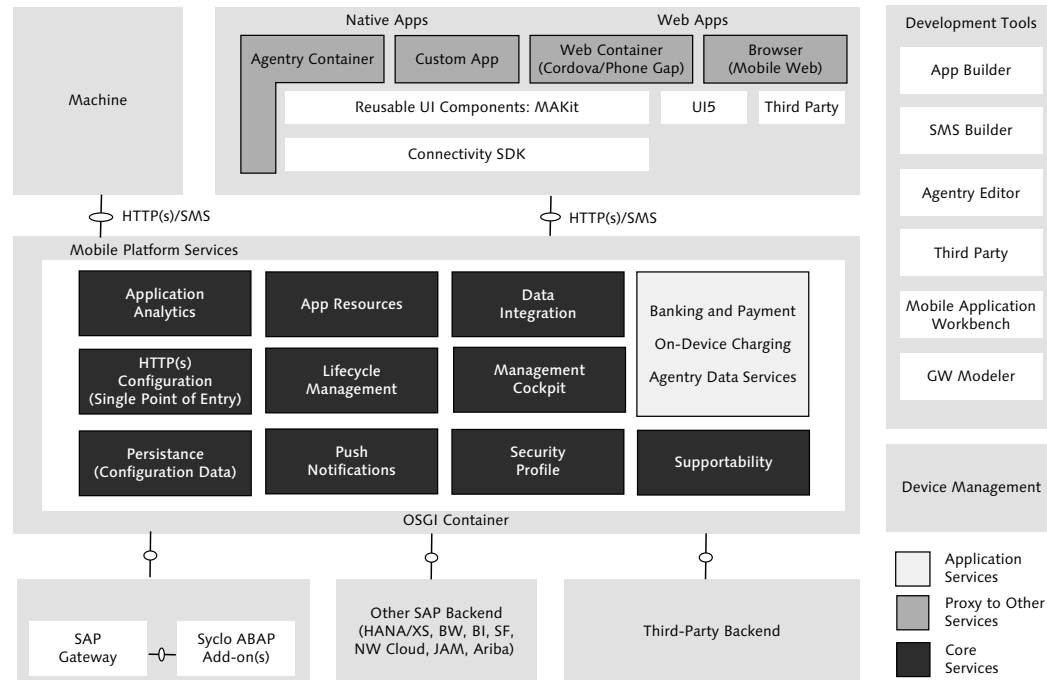 Machine
Native Apps
Web Apps
Agentry Container
Custom App
Web Container
(Cordova/Phone Gap)
Browser
(Mobile Web)
Reusable UI Components: MAKit
UI5
Third Party
Connectivity SDK
HTTP(s)/SMS
HTTP(s)/SMS
Mobile Platform Services
Application
Analytics
App Resources
Data
Integration
Banking and Payment
On-Device Charging
Agentry Data Services
HTTP(s)
Configuration
(Single Point of Entry)
Lifecycle
Management
Management
Cockpit
Persistance
(Configuration Data)
Push
Notifications
Security
Profile
Supportability
OSGI Container
SAP
Gateway
Syclo ABAP
Add-on(s)
Other SAP Backend
(HANA/XS, BW, BI, SF,
NW Cloud, JAM, Ariba)
Third-Party Backend
Development Tools
App Builder
SMS Builder
Agentry Editor
Third Party
Mobile Application
Workbench
GW Modeler
Device Management
Application
Services
Proxy to Other
Services
Core
Services